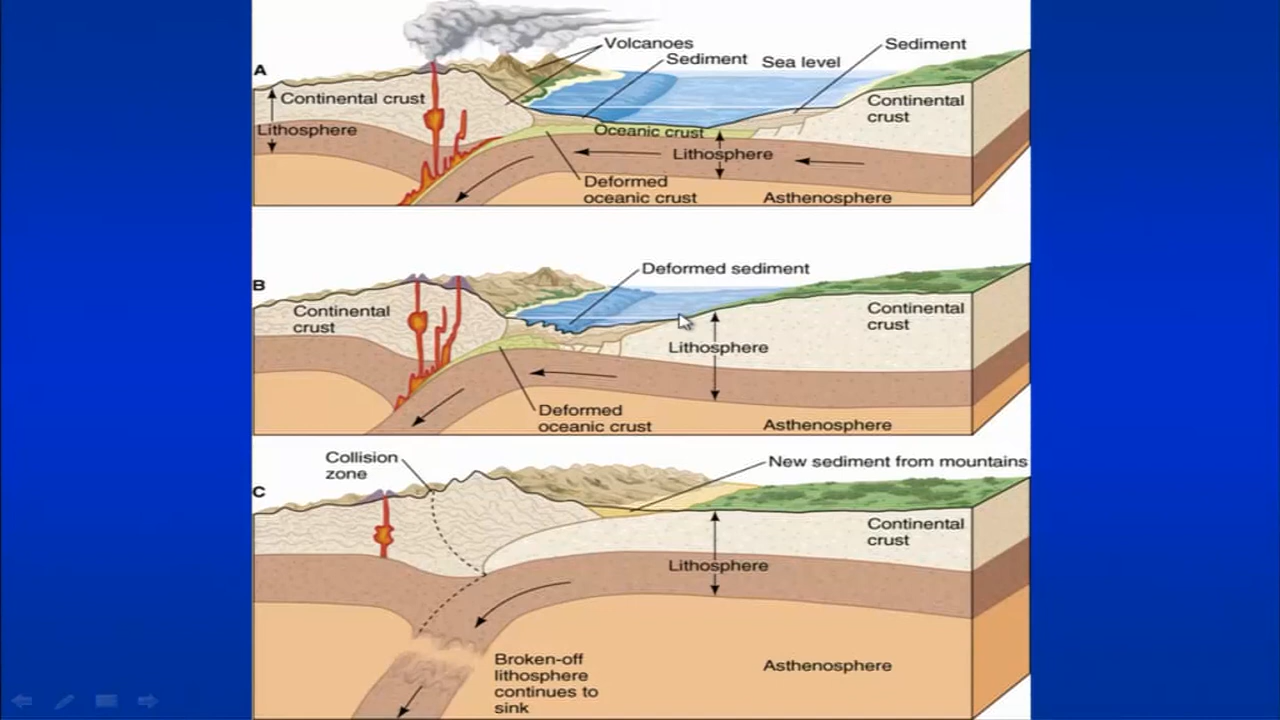 A
Volcanoes
Sediment
Sea level
Sediment
Continental crust
Continental
crust
Lithosphere
Oceanic crust
Lithosphere
Deformed
oceanic crust
Asthenosphere
B
Deformed sediment
Continental
crust
Continental
crust
Lithosphere
Deformed
oceanic crust
Asthenosphere
C
Collision
zone
New sediment from mountains
Continental
crust
Lithosphere
Broken-off
lithosphere
continues to
sink
Asthenosphere